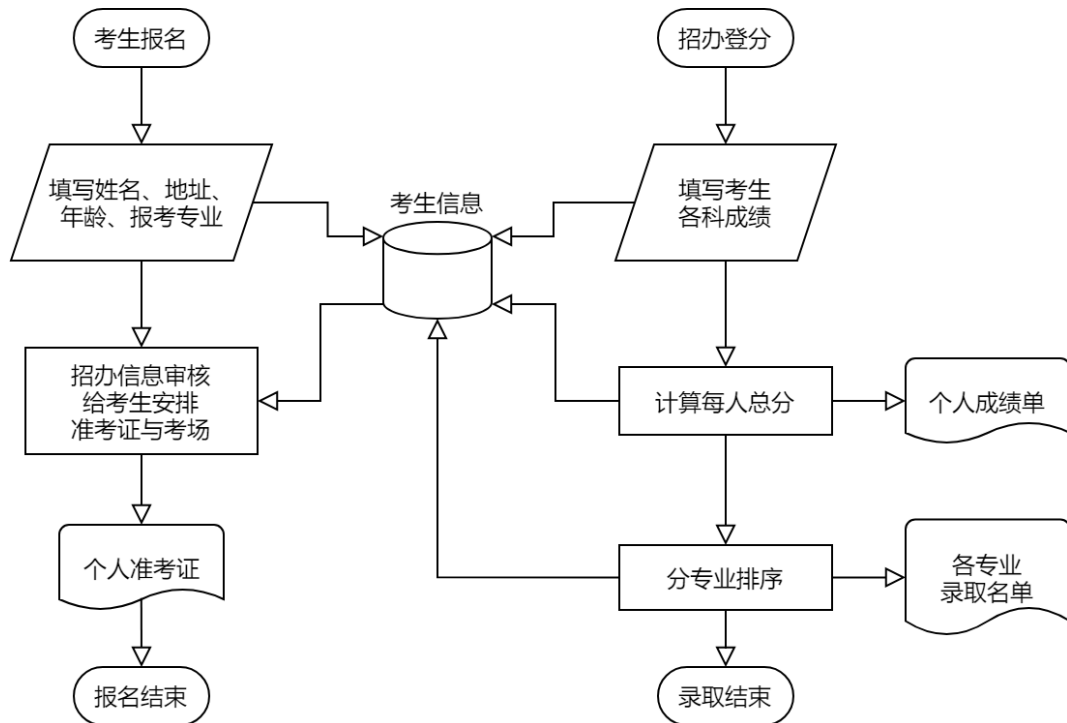 考生报名
招办登分
填写姓名、地址、
年龄、报考专业
考生信息
填写考生
各科成绩
招办信息审核
给考生安排
准考证与考场
计算每人总分
个人成绩单
个人准考证
分专业排序
各专业
录取名单
报名结束
录取结束